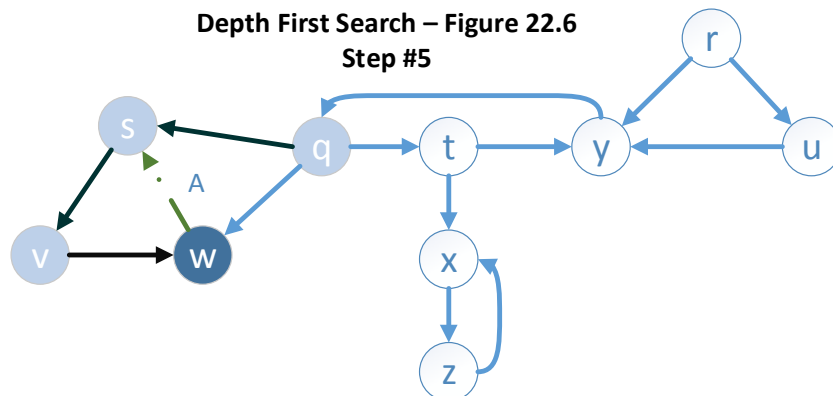 Depth First Search – Figure 22.6
Step #5
r
s
q
t
y
u
A
v
w
x
z